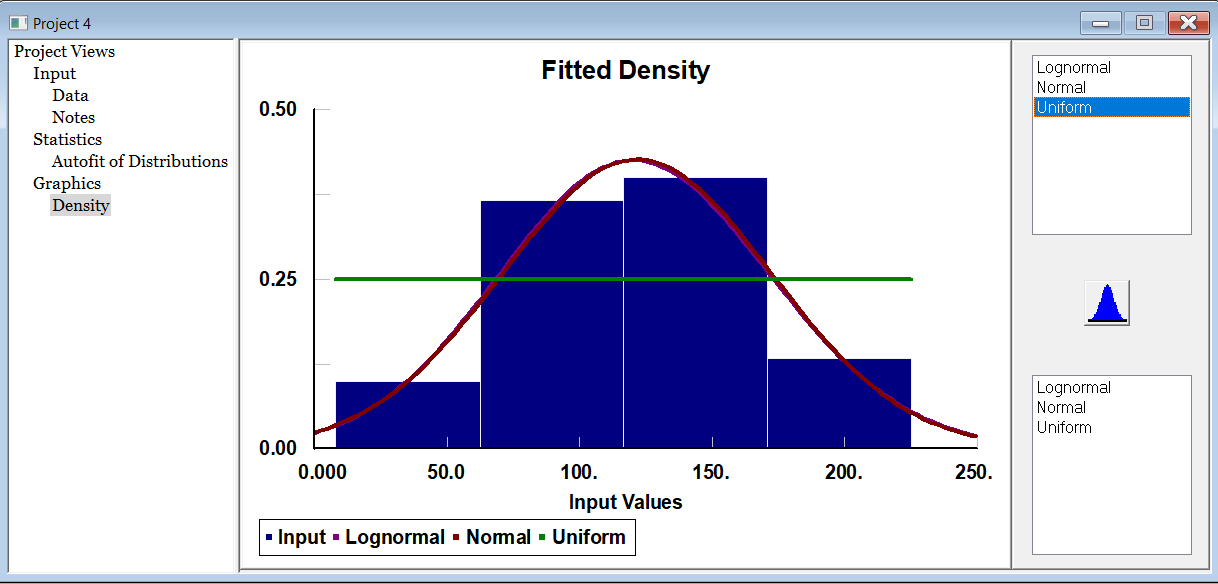 Project 4
Project Views
Input
Data
Notes
Statistics
Autofit of Distributions
Graphics
Density
Fitted Density
0.50
0.25
0.00
0.000 50.0 100. 150. 200. 250.
Input Values
Input Lognormal Normal Uniform
Lognormal
Normal
Uniform
Lognormal
Normal
Uniform